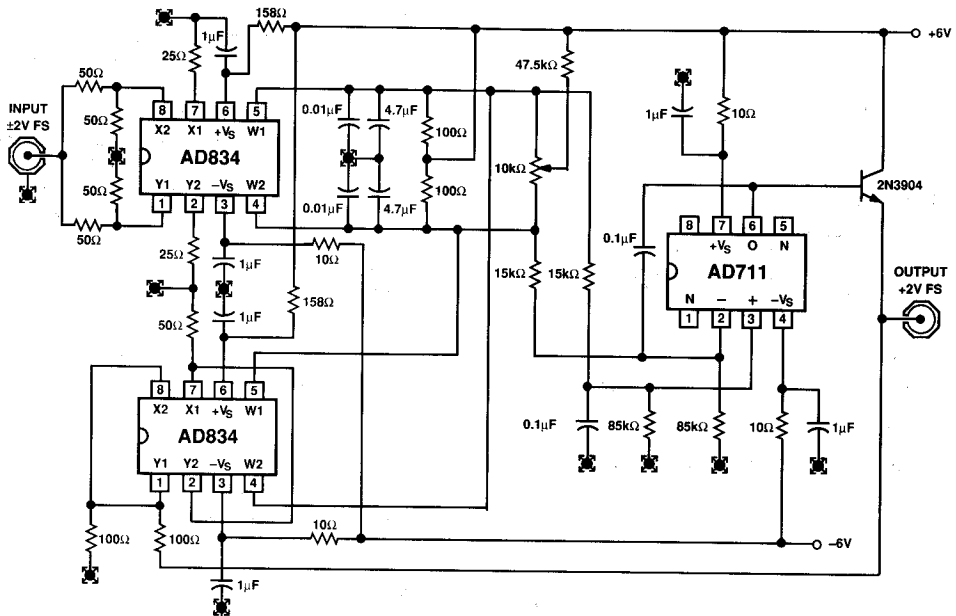 158Ω
+6V
1μF
25Ω
47.5kΩ
50Ω
INPUT
±2V FS
50Ω
8 7 6 5
X2 X1 +VS W1
AD834
Y1 Y2 −VS W2
1 2 3 4
50Ω
50Ω
0.01μF
4.7μF
100Ω
10kΩ
100Ω
0.01μF
4.7μF
1μF
10Ω
2N3904
25Ω
1μF
10Ω
0.1μF
8 7 6 5
+VS O N
AD711
N − + −VS
1 2 3 4
OUTPUT
+2V FS
15kΩ
15kΩ
158Ω
50Ω
1μF
8 7 6 5
X2 X1 +VS W1
AD834
Y1 Y2 −VS W2
1 2 3 4
0.1μF
85kΩ
85kΩ
10Ω
1μF
100Ω
100Ω
10Ω
−6V
1μF